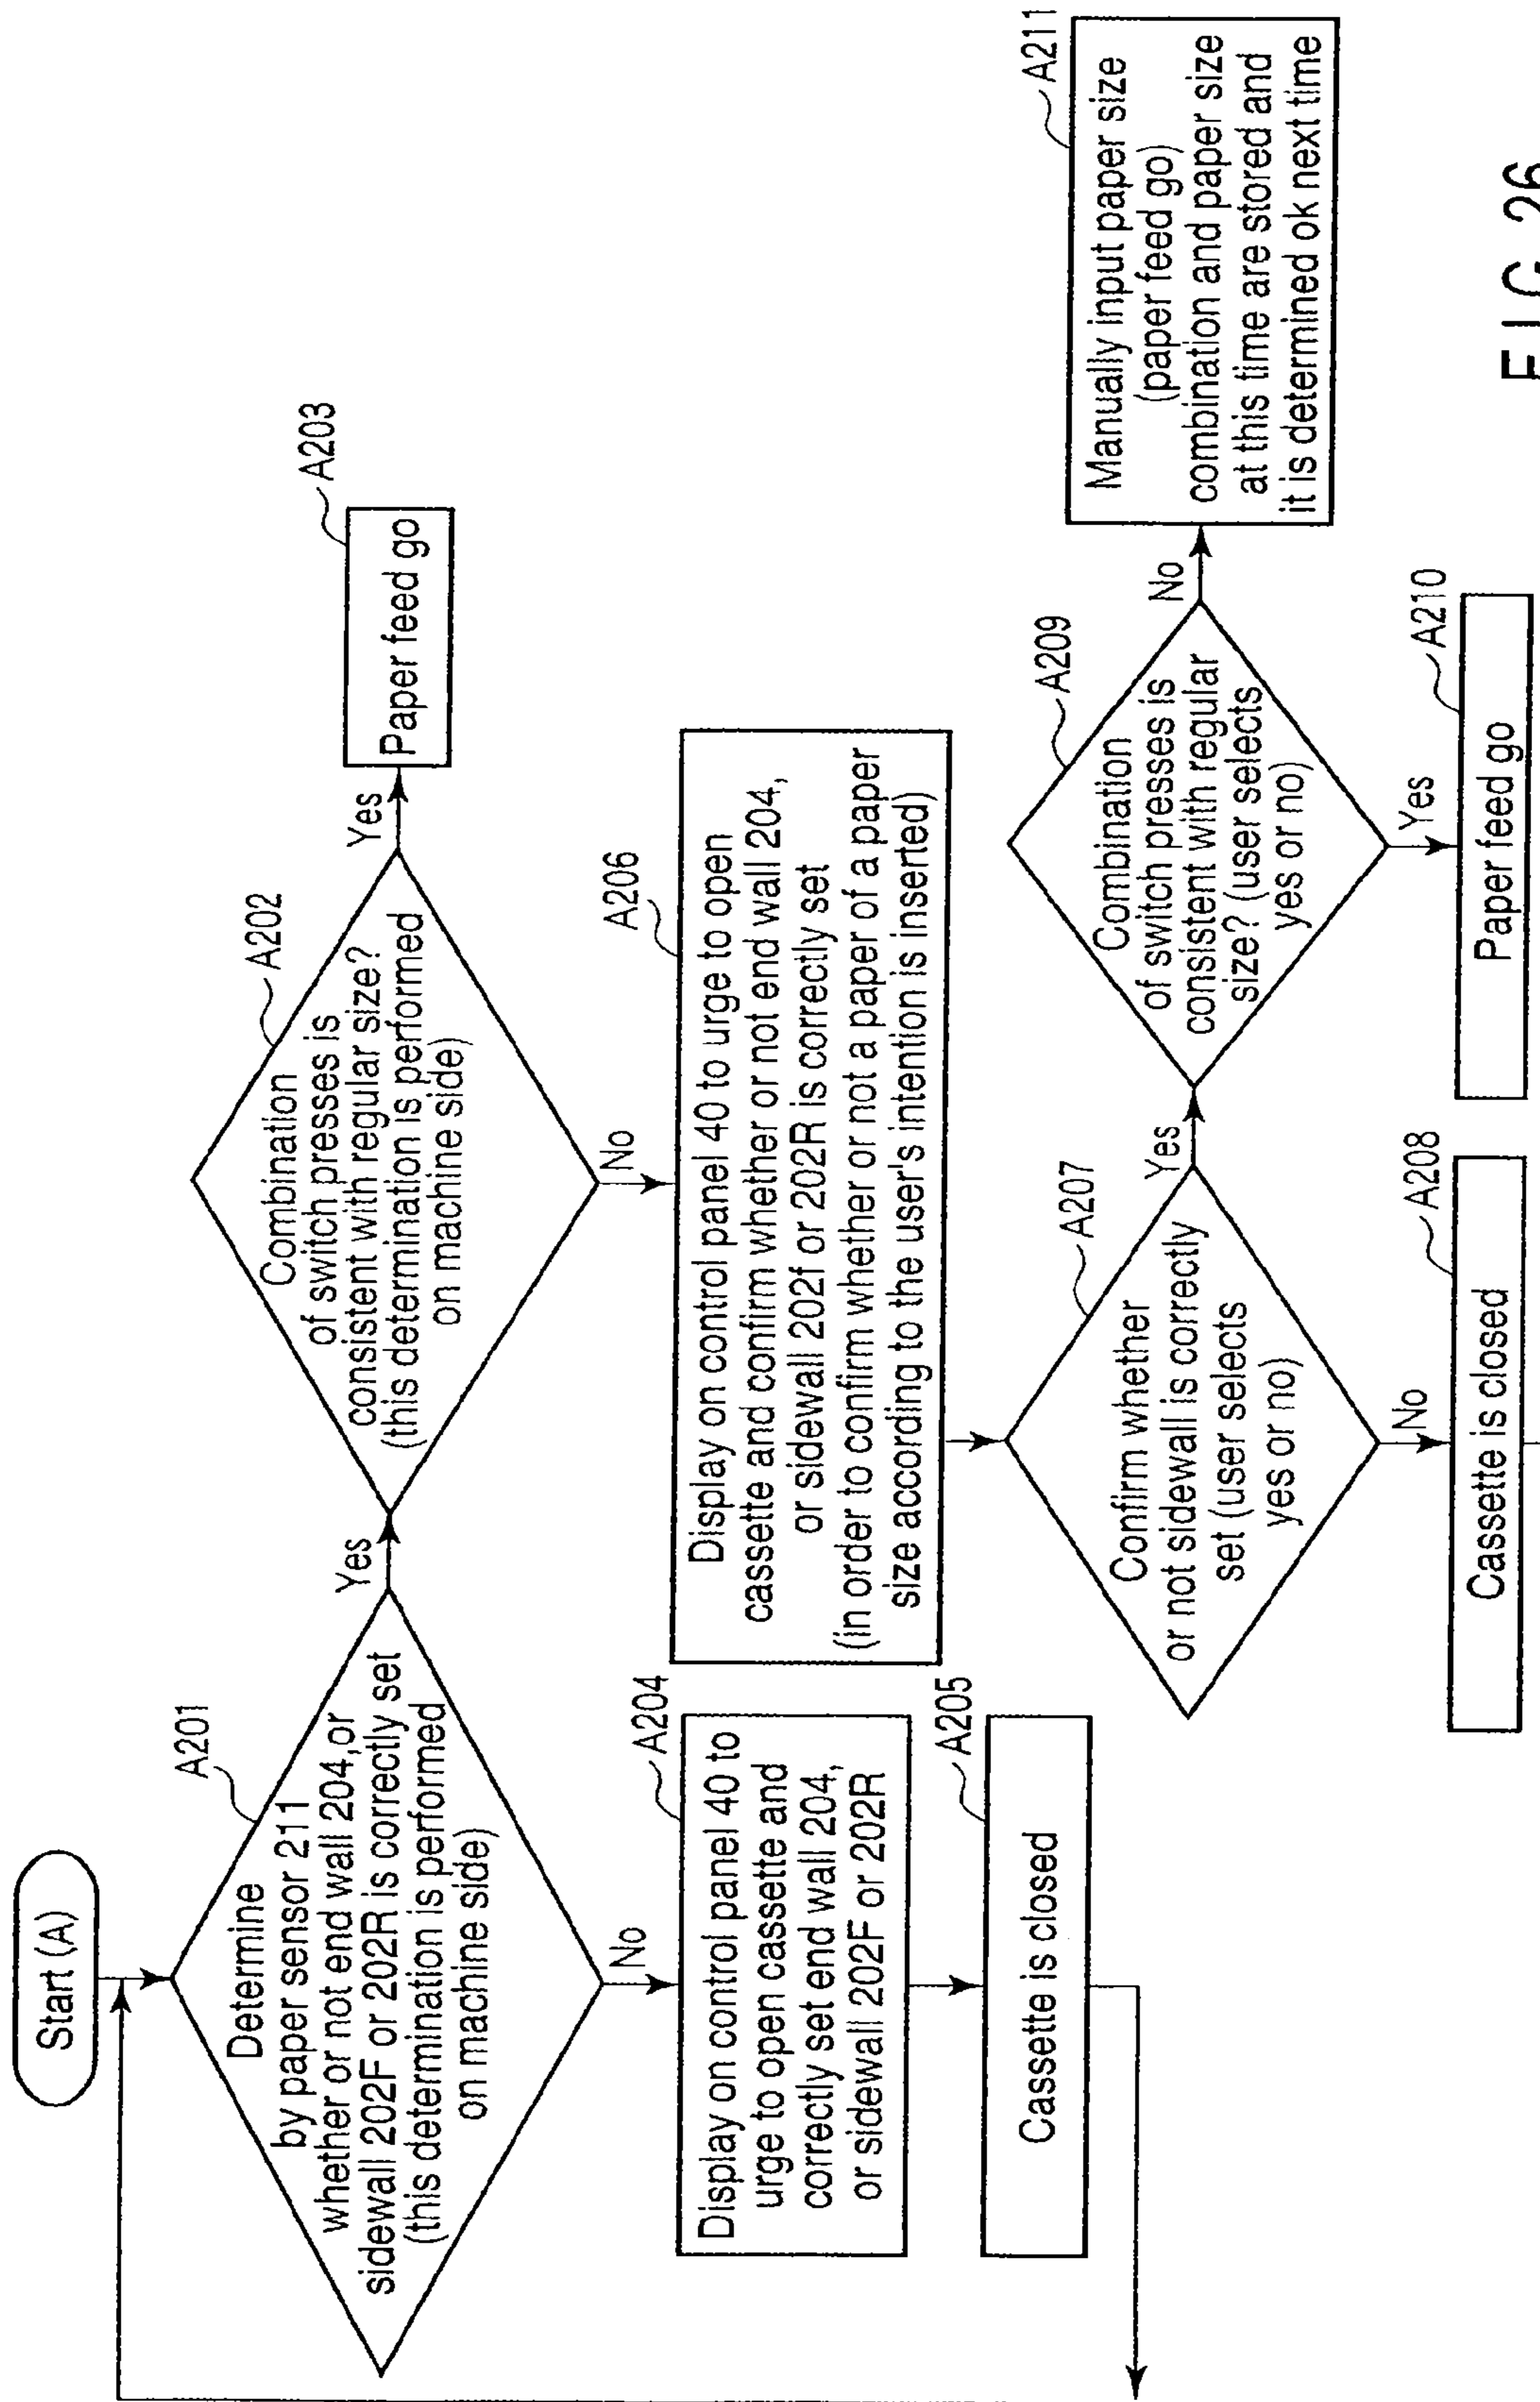 Start (A)
A201
Determine
by paper sensor 211
whether or not end wall 204,or
sidewall 202F or 202R is correctly set
(this determination is performed
on machine side)
Yes
No
A202
Combination
of switch presses is
consistent with regular size?
(this determination is performed
on machine side)
Yes
No
A203
Paper feed go
A204
Display on control panel 40 to
urge to open cassette and
correctly set end wall 204,
or sidewall 202F or 202R
A205
Cassette is closed
A206
Display on control panel 40 to urge to open
cassette and confirm whether or not end wall 204,
or sidewall 202f or 202R is correctly set
(in order to confirm whether or not a paper of a paper
size according to the user's intention is inserted)
A207
Confirm whether
or not sidewall is correctly
set (user selects
yes or no)
Yes
No
A208
Cassette is closed
A209
Combination
of switch presses is
consistent with regular
size? (user selects
yes or no)
No
Yes
A210
Paper feed go
A211
Manually input paper size
(paper feed go)
combination and paper size
at this time are stored and
it is determined ok next time
FIG. 26